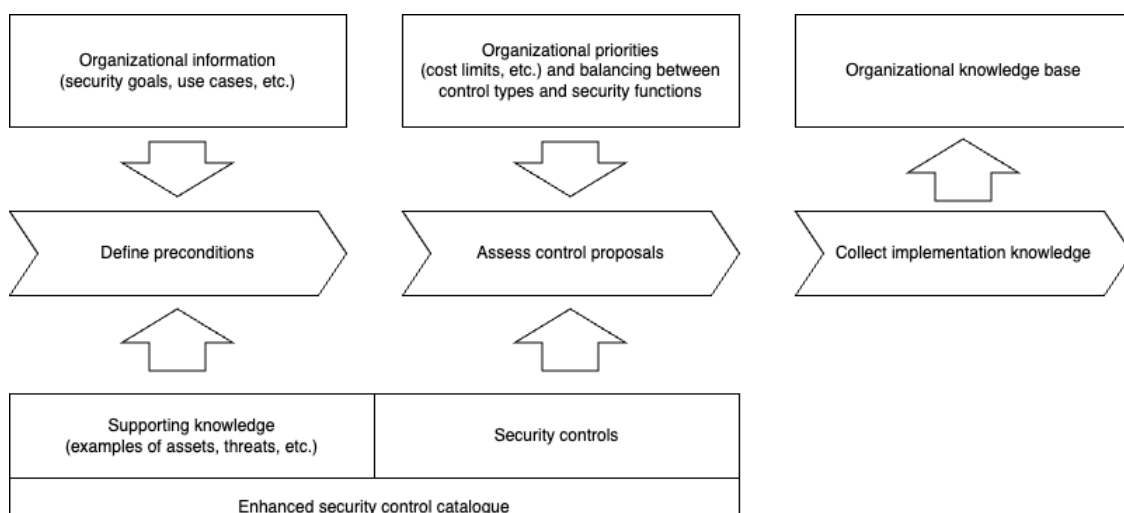 Organizational information
(security goals, use cases, etc.)
Organizational priorities
(cost limits, etc.) and balancing between
control types and security functions
Organizational knowledge base
Define preconditions
Assess control proposals
Collect implementation knowledge
Supporting knowledge
(examples of assets, threats, etc.)
Security controls
Enhanced security control catalogue